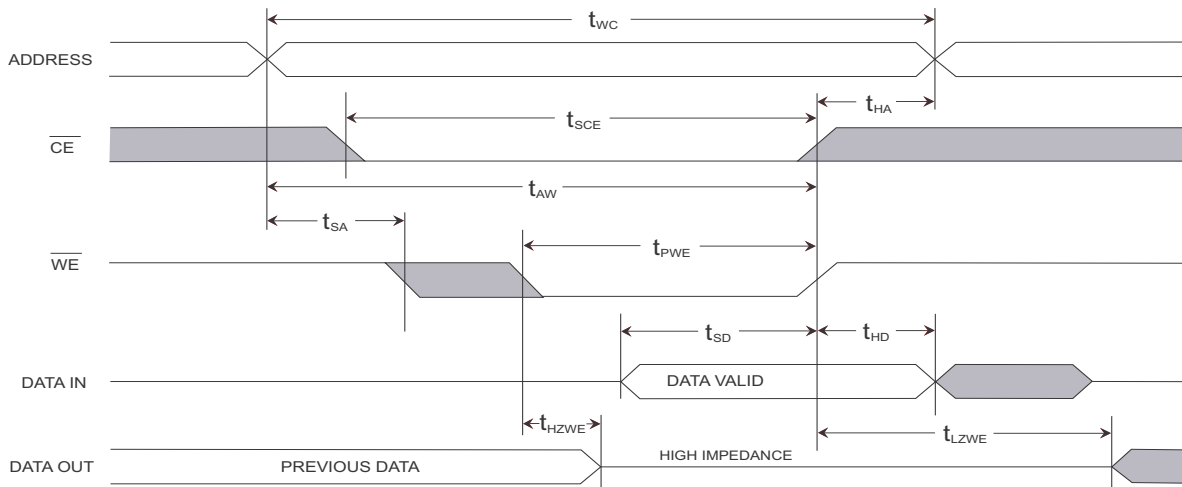 tWC
ADDRESS
tHA
tSCE
CE
tAW
tSA
tPWE
WE
tSD
tHD
DATA IN
DATA VALID
tHZWE
tLZWE
HIGH IMPEDANCE
DATA OUT
PREVIOUS DATA